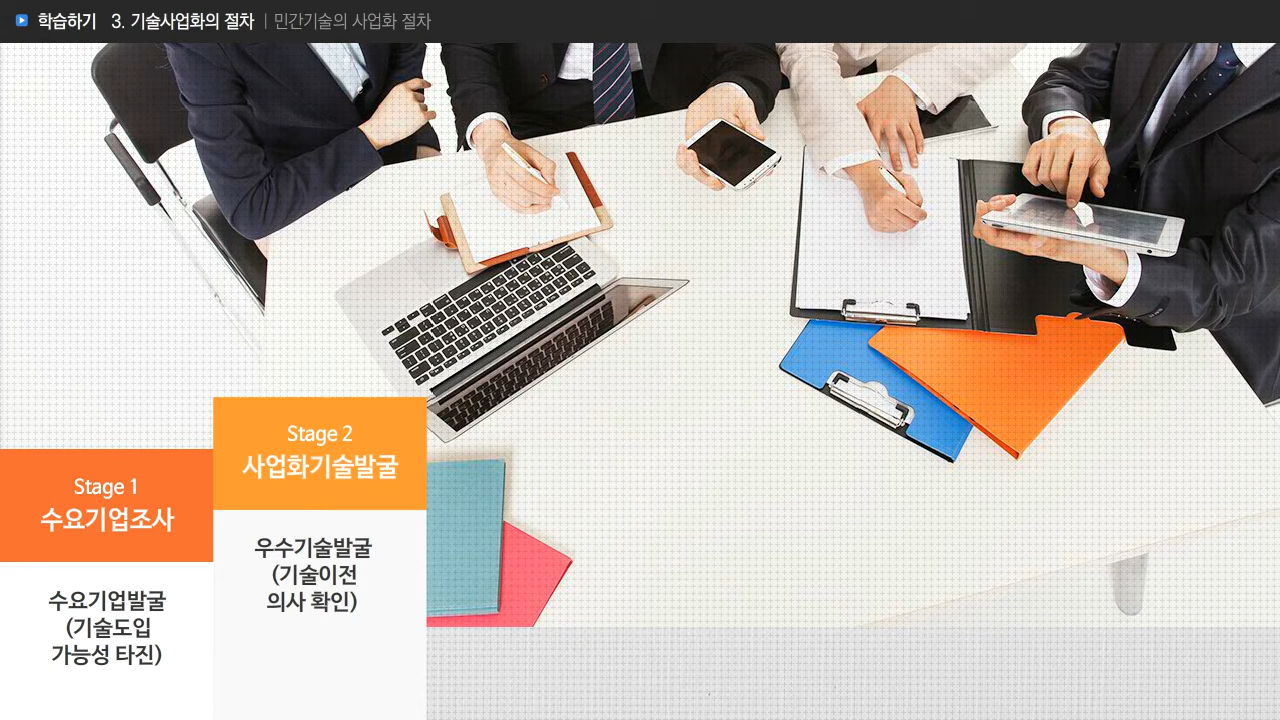 학습하기 3. 기술사업화의 절차 | 민간기술의 사업화 절차
Stage 1
수요기업조사
수요기업발굴
(기술도입
가능성 타진)
Stage 2
사업화기술발굴
우수기술발굴
(기술이전
의사 확인)